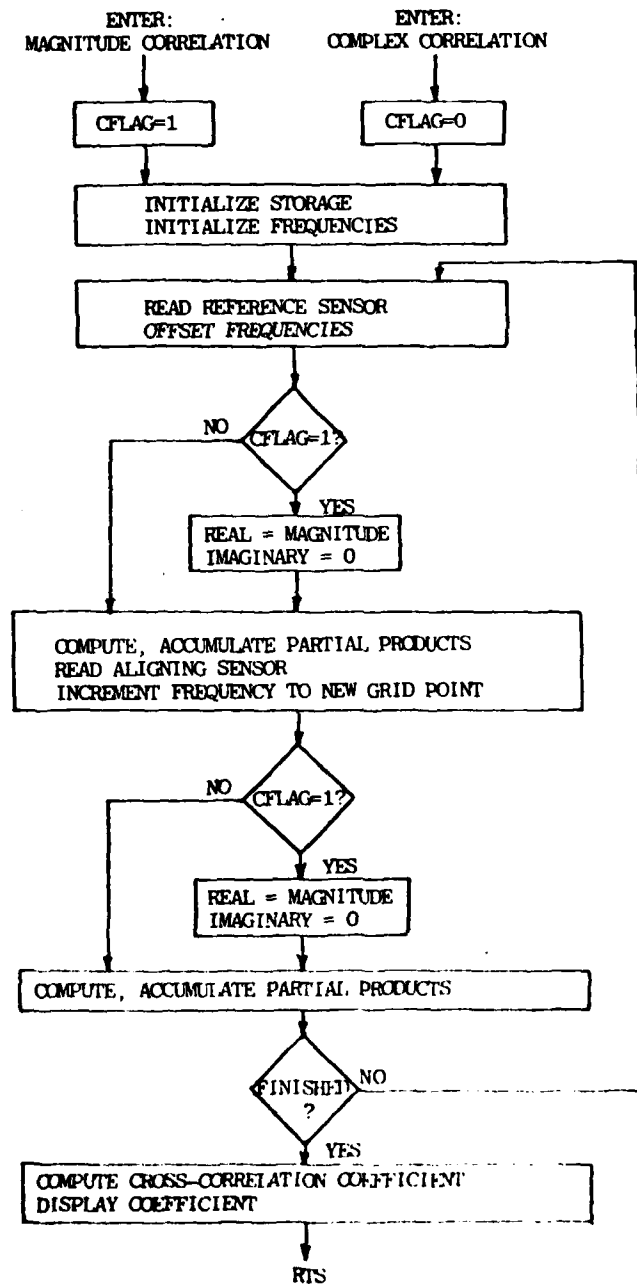 ENTER:
MAGNITUDE CORRELATION
ENTER:
COMPLEX CORRELATION
CFLAG=1
CFLAG=0
INITIALIZE STORAGE
INITIALIZE FREQUENCIES
READ REFERENCE SENSOR
OFFSET FREQUENCIES
CFLAG=1?
NO
YES
REAL = MAGNITUDE
IMAGINARY = 0
COMPUTE, ACCUMULATE PARTIAL PRODUCTS
READ ALIGNING SENSOR
INCREMENT FREQUENCY TO NEW GRID POINT
CFLAG=1?
NO
YES
REAL = MAGNITUDE
IMAGINARY = 0
COMPUTE, ACCUMULATE PARTIAL PRODUCTS
FINISHED
?
NO
YES
COMPUTE CROSS-CORRELATION COEFFICIENT
DISPLAY COEFFICIENT
RTS